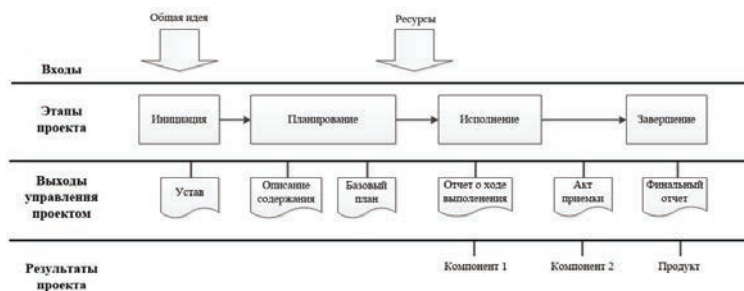 Общая идея
Ресурсы
Входы
Этапы
проекта
Инициация
Планирование
Исполнение
Завершение
Выходы
управления
проектом
Устав
Описание
содержания
Базовый
план
Отчет о ходе
выполенения
Акт
приемки
Финальный
отчет
Результаты
проекта
Компонент 1
Компонент 2
Продукт